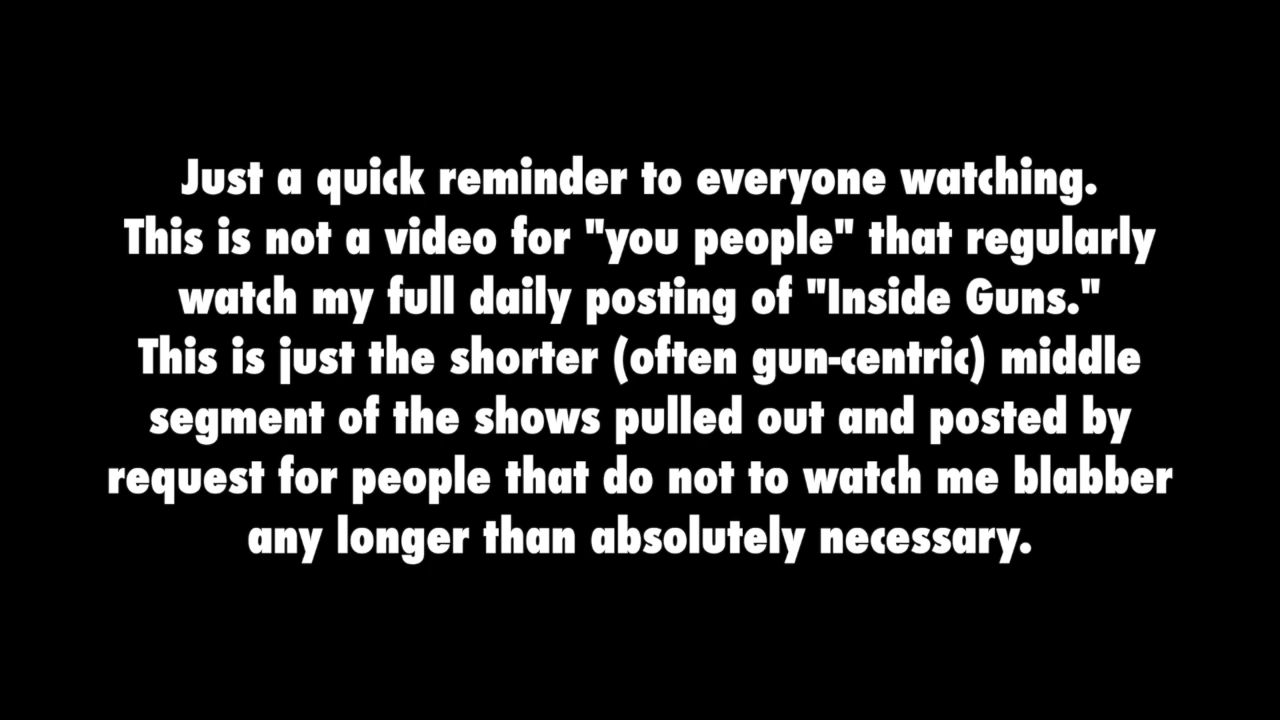 Just a quick reminder to everyone watching.
This is not a video for "you people" that regularly
watch my full daily posting of "Inside Guns."
This is just the shorter (often gun-centric) middle
segment of the shows pulled out and posted by
request for people that do not to watch me blabber
any longer than absolutely necessary.